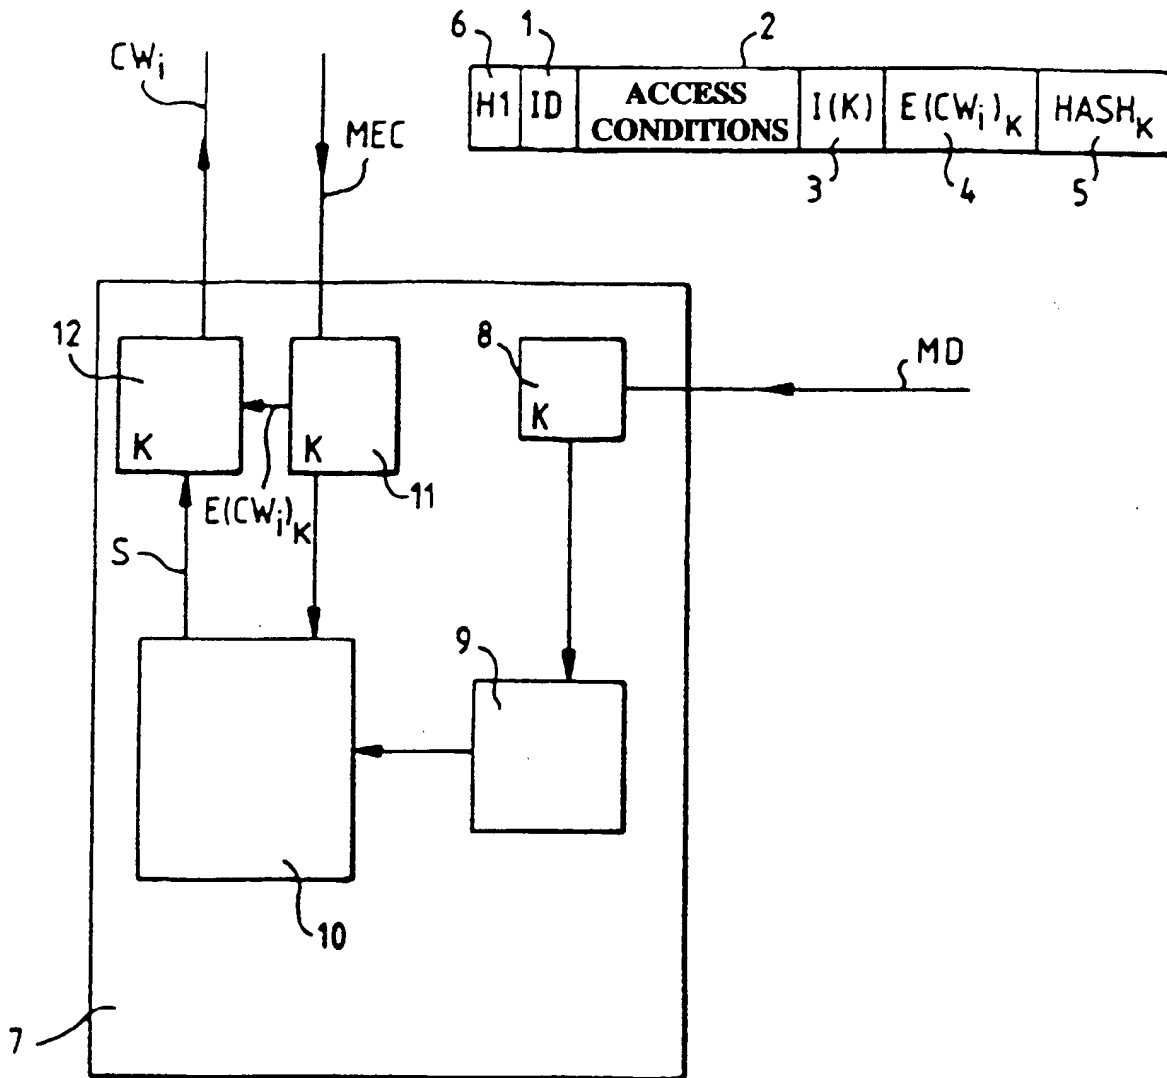 6 1 2
H1 ID ACCESS CONDITIONS I(K) E(CWi)K HASHK
3 4 5
CWi
MEC
12
8
MD
K
K
K
11
E(CWi)K
S
9
10
7